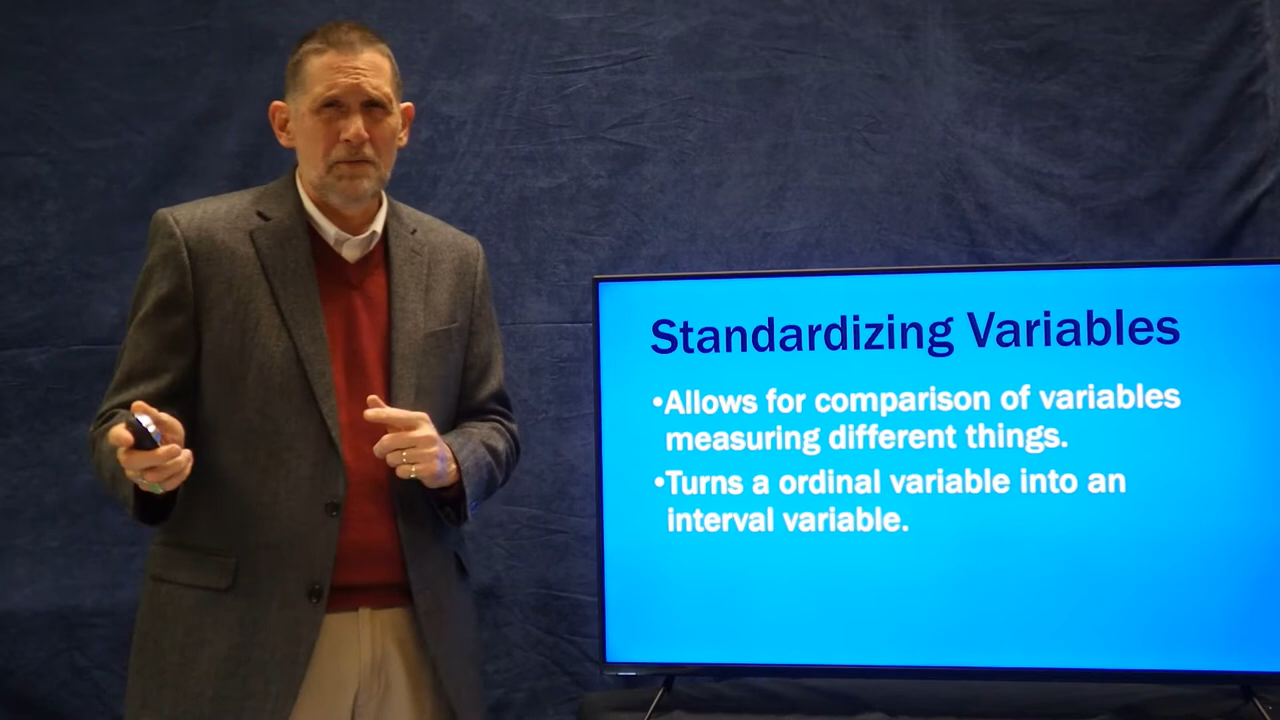 Standardizing Variables
•Allows for comparison of variables
measuring different things.
•Turns a ordinal variable into an
interval variable.